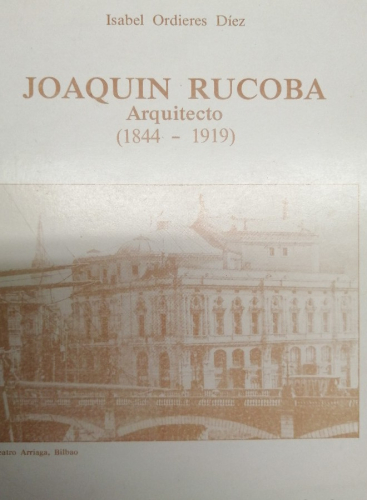 Isabel Ordieres Díez
JOAQUIN RUCOBA
Arquitecto
(1844 - 1919)
eatro Arriaga, Bilbao